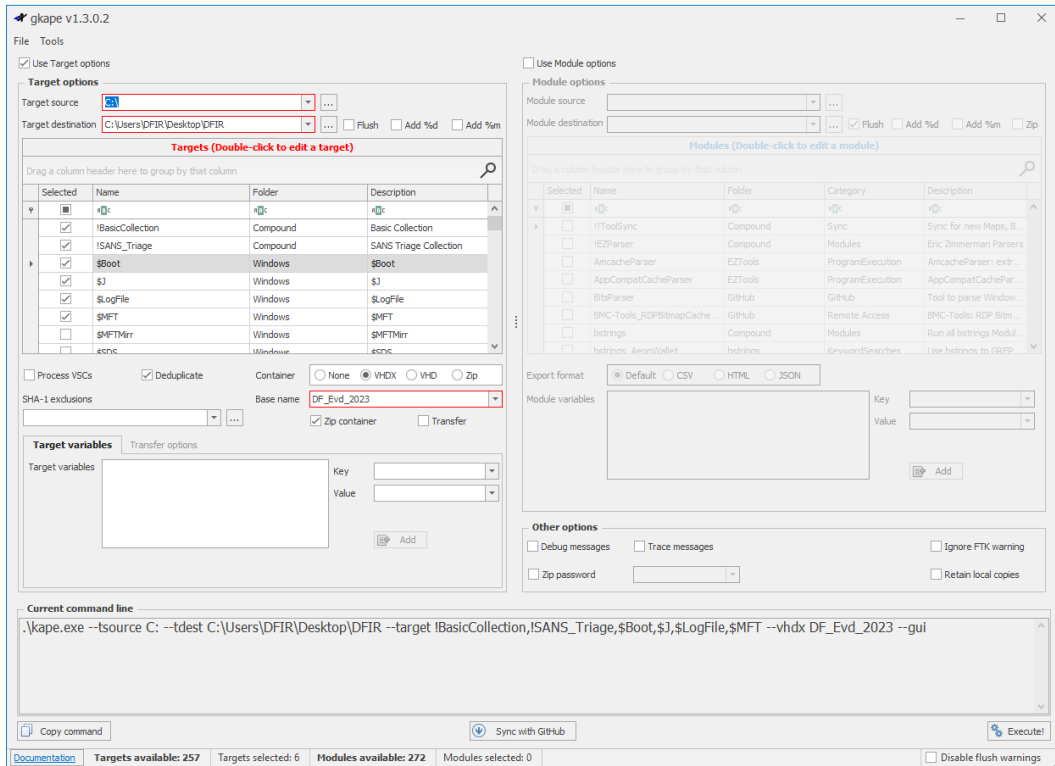 gkape v1.3.0.2
File Tools
Use Target options
Target options
Target source C:\ ...
Target destination C:\Users\DFIR\Desktop\DFIR ... Flush Add %d Add %m
Targets (Double-click to edit a target)
Drag a column header here to group by that column
Selected Name Folder Description
!BasicCollection Compound Basic Collection
!SANS_Triage Compound SANS Triage Collection
$Boot Windows $Boot
$J Windows $J
$LogFile Windows $LogFile
$MFT Windows $MFT
$MFTMirr Windows $MFTMirr
$SDS Windows $SDS
Process VSCs Deduplicate Container None VHDX VHD Zip
SHA-1 exclusions Base name DF_Evd_2023
... Zip container Transfer
Target variables Transfer options
Target variables Key
Value
Add
Use Module options
Module options
Module source ...
Module destination ... Flush Add %d Add %m Zip
Modules (Double-click to edit a module)
Drag a column header here to group by that column
Selected Name Folder Category Description
!!ToolSync Compound Sync Sync for new Maps, B...
!EZParser Compound Modules Eric Zimmerman Parsers
AmcacheParser EZTools ProgramExecution AmcacheParser: extr...
AppCompatCacheParser EZTools ProgramExecution AppCompatCachePar...
BitsParser GitHub GitHub Tool to parse Window...
BMC-Tools_RDPBitmapCache... GitHub Remote Access BMC-Tools: RDP Bitm...
bstrings Compound Modules Run all bstrings Modul...
bstrings_AeonWallet bstrings KeywordSearches Use bstrings to GREP
Export format Default CSV HTML JSON
Module variables Key
Value
Add
Other options
Debug messages Trace messages Ignore FTK warning
Zip password Retain local copies
Current command line
.\kape.exe --tsource C: --tdest C:\Users\DFIR\Desktop\DFIR --target !BasicCollection,!SANS_Triage,$Boot,$J,$LogFile,$MFT --vhdx DF_Evd_2023 --gui
Copy command Sync with GitHub Execute!
Documentation Targets available: 257 Targets selected: 6 Modules available: 272 Modules selected: 0 Disable flush warnings